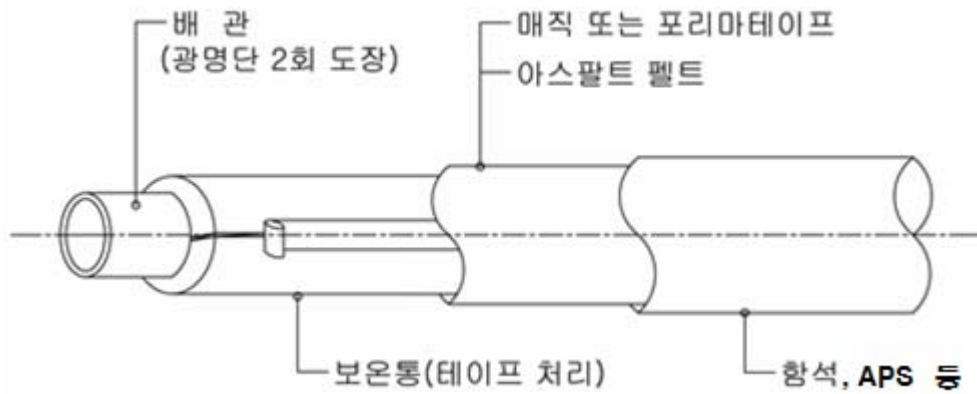 배 관
(광명단 2회 도장)
매직 또는 포리마테이프
아스팔트 펠트
보온통(테이프 처리)
함석, APS 등